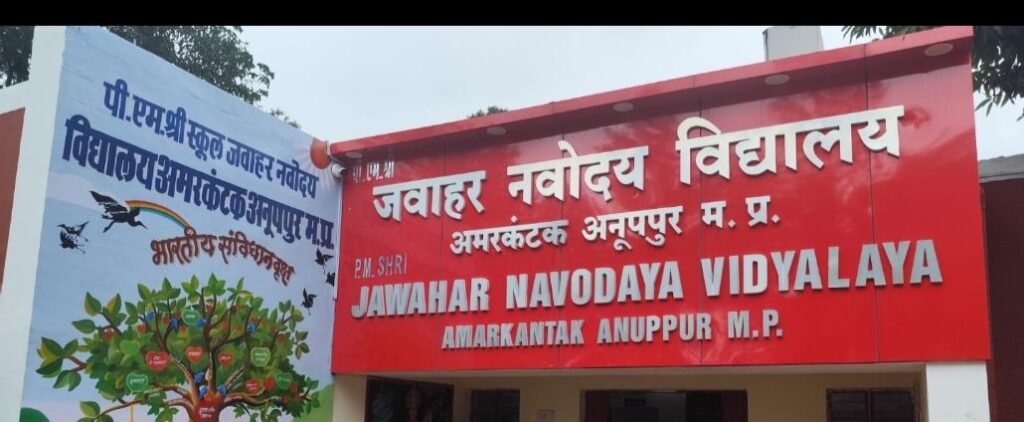 पी.एम.श्री स्कूल जवाहर नवोदय
विद्यालय अमरकंटक अनूपपुर म.प्र.
भारतीय संविधान वृक्ष
पी.एम.श्री
जवाहर नवोदय विद्यालय
अमरकंटक अनूपपुर म. प्र.
P.M. SHRI
JAWAHAR NAVODAYA VIDYALAYA
AMARKANTAK ANUPPUR M.P.